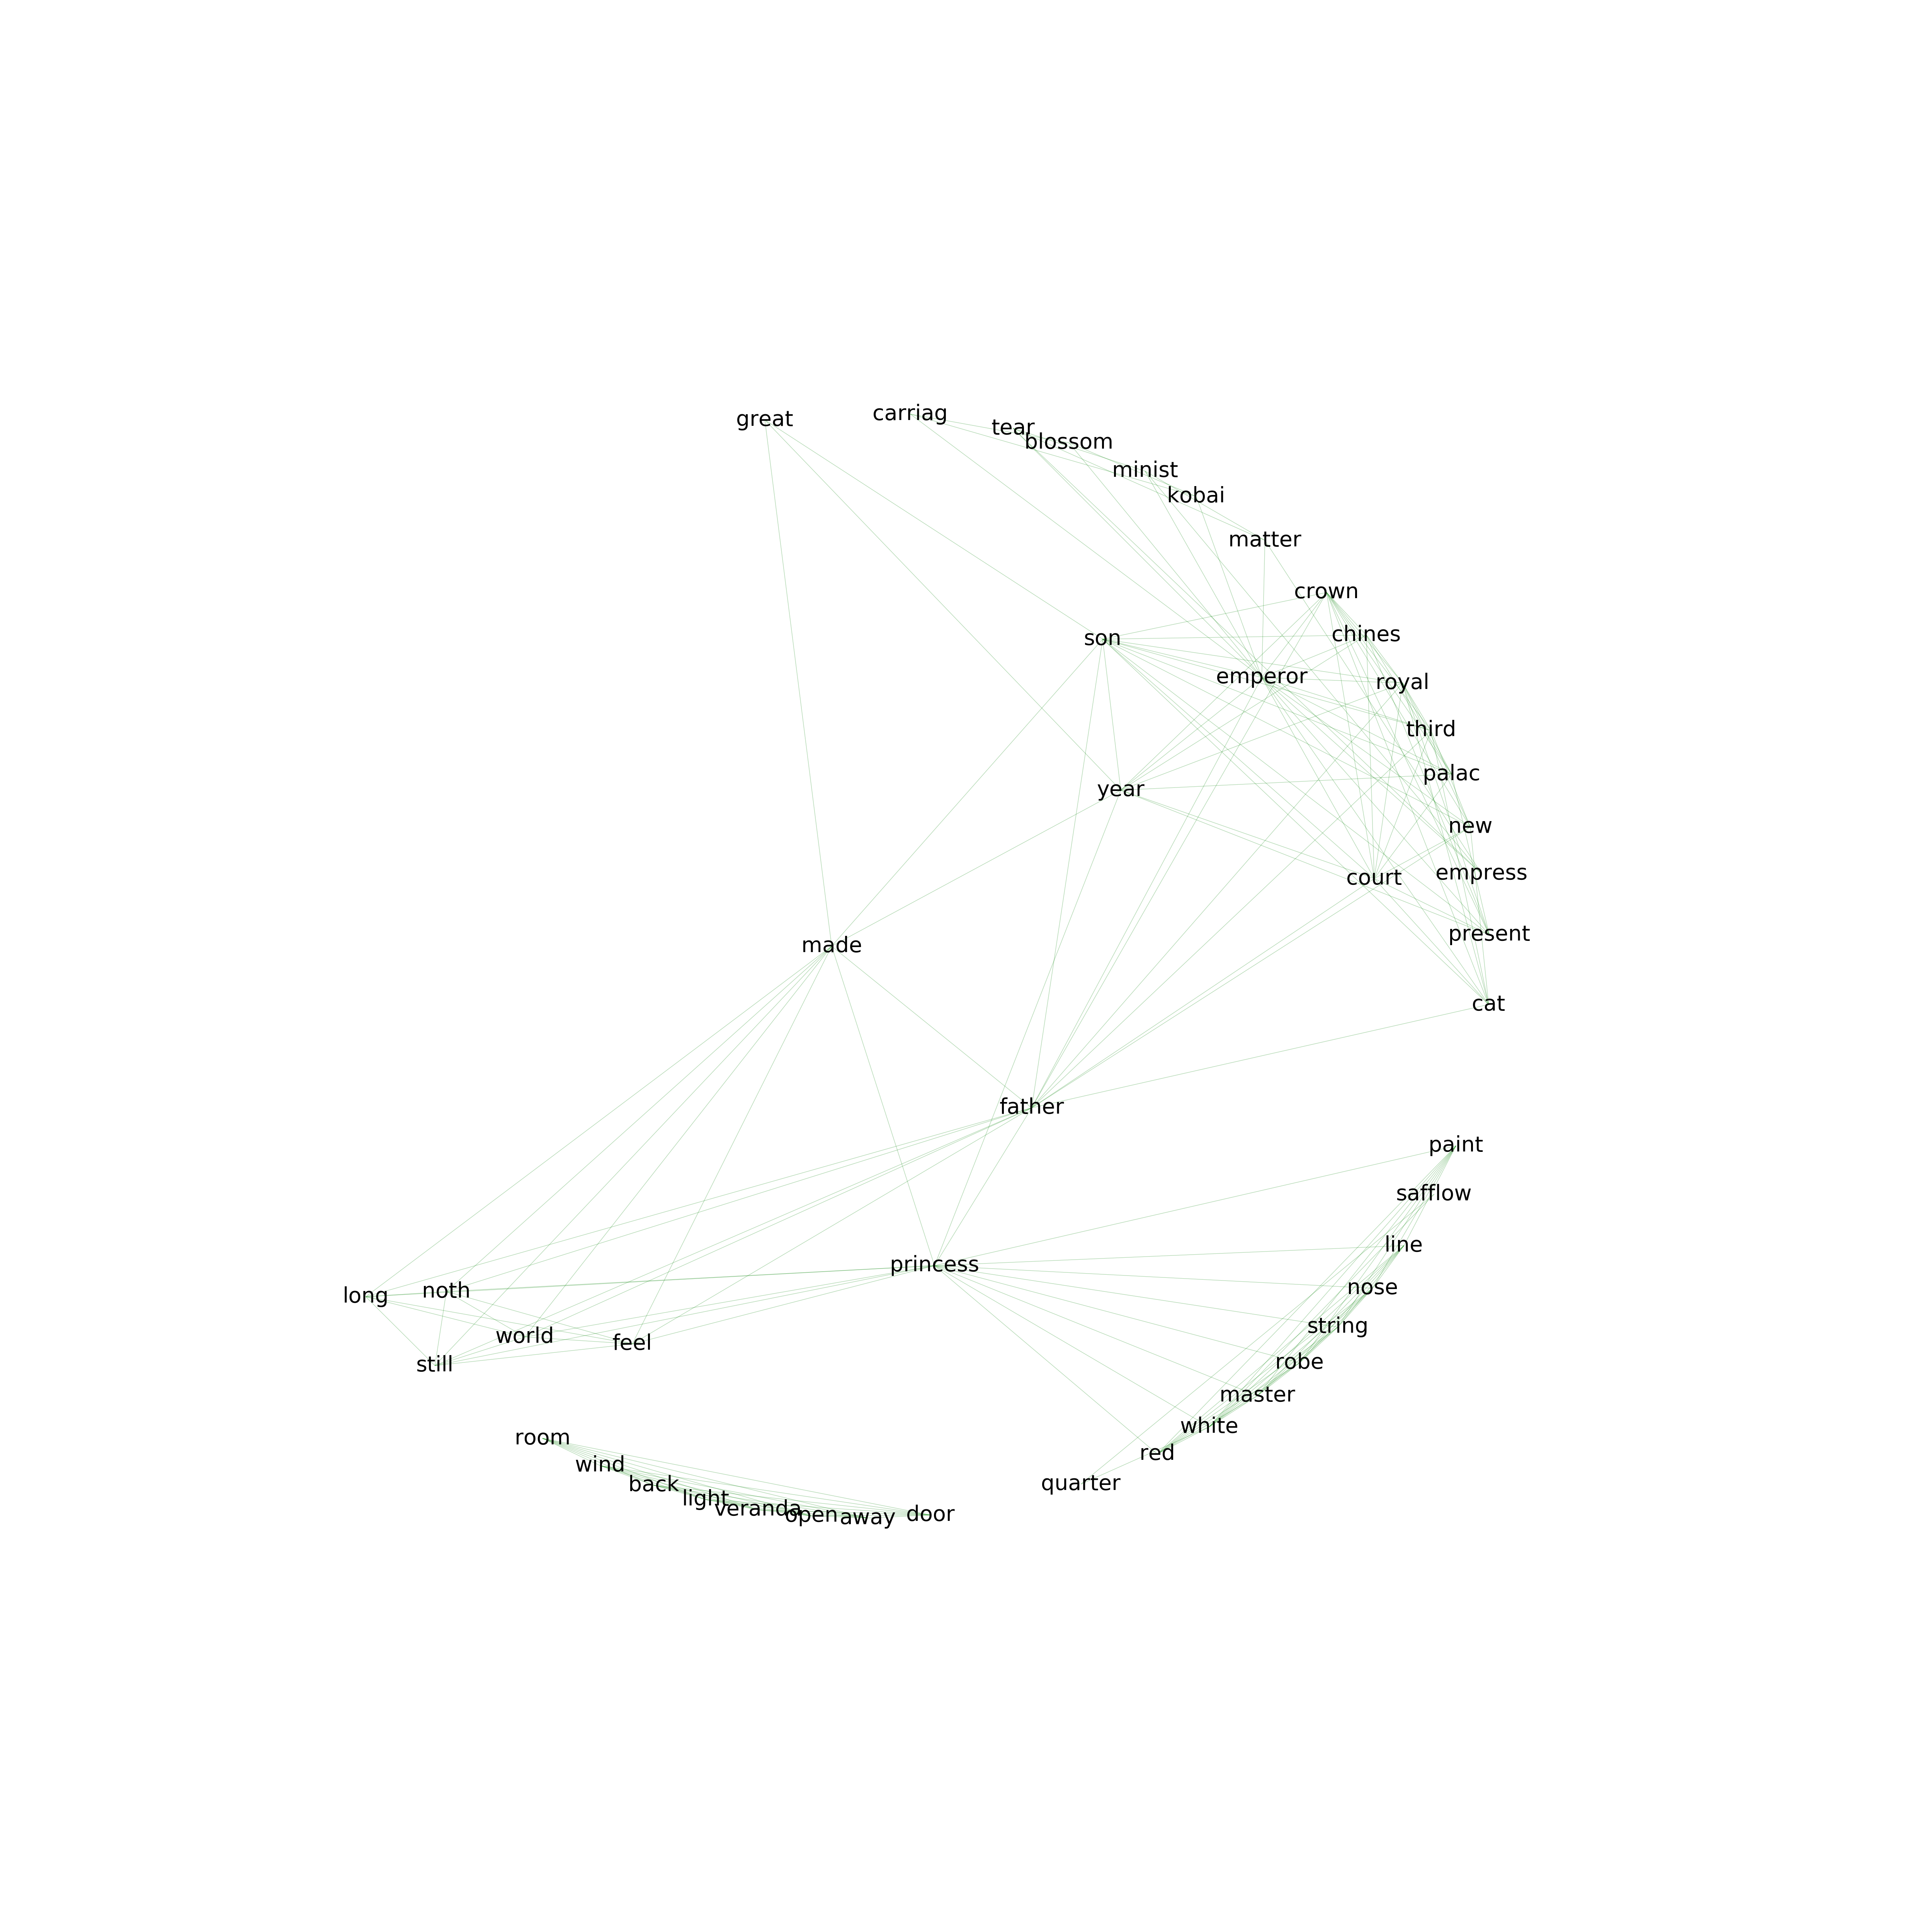 great
carriag
tear
blossom
minist
kobai
matter
crown
son
chines
emperor
royal
third
palac
year
new
court
empress
present
made
cat
father
paint
safflow
line
princess
nose
noth
long
string
world
feel
robe
still
master
white
room
red
wind
back
quarter
light
veranda
open
away
door